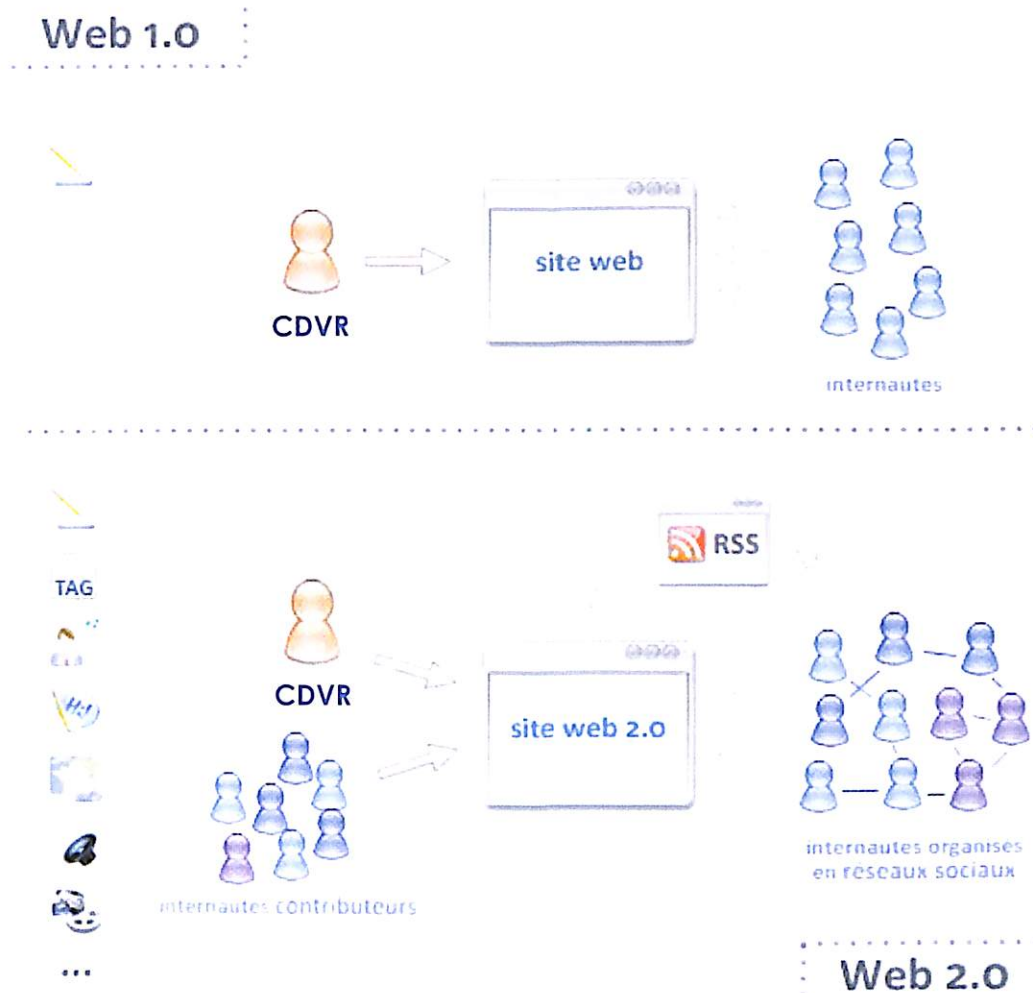 Web 1.0
site web
CDVR
internautes
RSS
TAG
CDVR
site web 2.0
internautes contributeurs
internautes organisés
en réseaux sociaux
...
Web 2.0